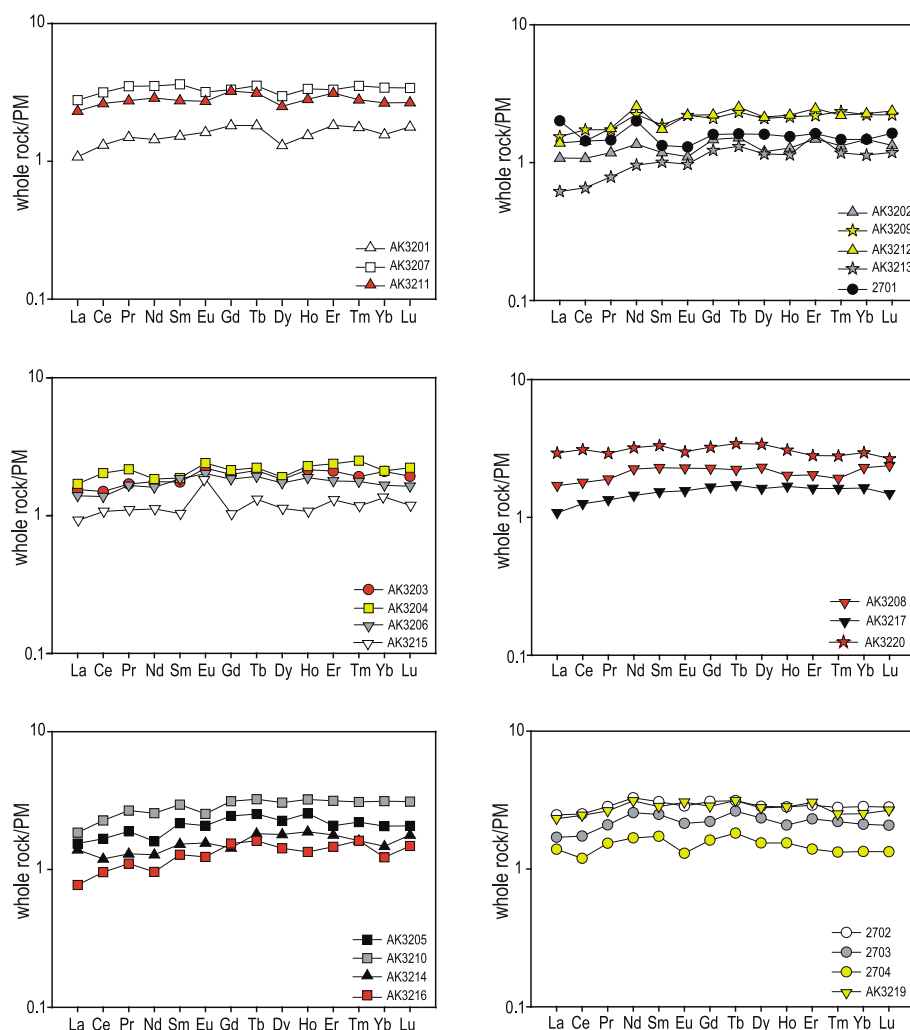 10
1
0.1
whole rock/PM
AK3201
AK3207
AK3211
La Ce Pr Nd Sm Eu Gd Tb Dy Ho Er Tm Yb Lu
10
1
0.1
whole rock/PM
AK3202
AK3209
AK3212
AK3213
2701
La Ce Pr Nd Sm Eu Gd Tb Dy Ho Er Tm Yb Lu
10
1
0.1
whole rock/PM
AK3203
AK3204
AK3206
AK3215
La Ce Pr Nd Sm Eu Gd Tb Dy Ho Er Tm Yb Lu
10
1
0.1
whole rock/PM
AK3208
AK3217
AK3220
La Ce Pr Nd Sm Eu Gd Tb Dy Ho Er Tm Yb Lu
10
1
0.1
whole rock/PM
AK3205
AK3210
AK3214
AK3216
La Ce Pr Nd Sm Eu Gd Tb Dy Ho Er Tm Yb Lu
10
1
0.1
whole rock/PM
2702
2703
2704
AK3219
La Ce Pr Nd Sm Eu Gd Tb Dy Ho Er Tm Yb Lu